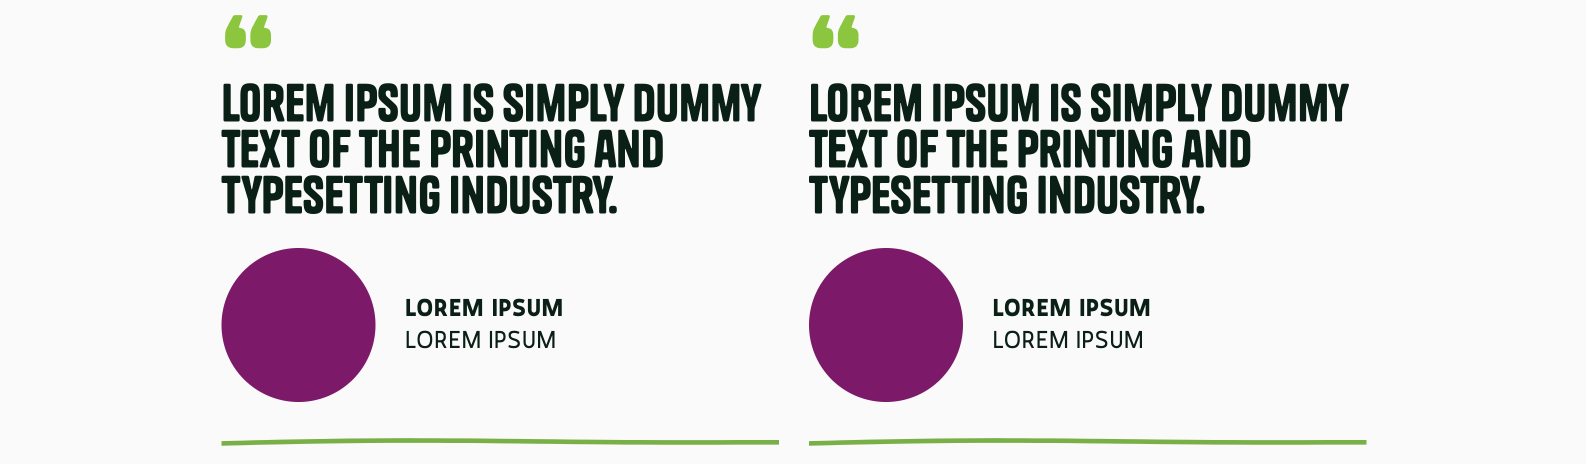 “
LOREM IPSUM IS SIMPLY DUMMY
TEXT OF THE PRINTING AND
TYPESETTING INDUSTRY.
LOREM IPSUM
LOREM IPSUM
“
LOREM IPSUM IS SIMPLY DUMMY
TEXT OF THE PRINTING AND
TYPESETTING INDUSTRY.
LOREM IPSUM
LOREM IPSUM